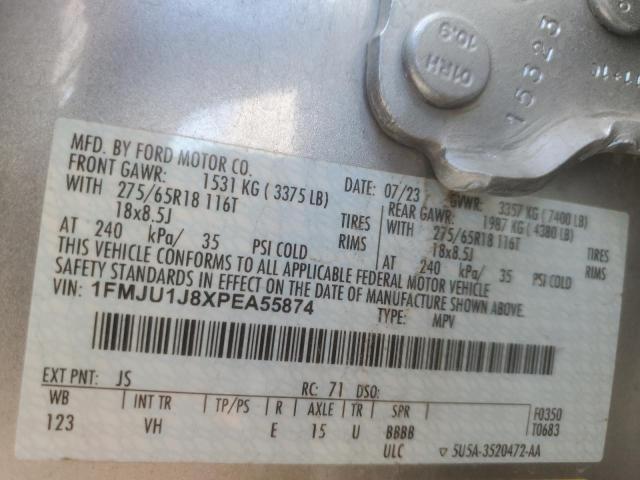 01RH
10.9
15323
MFD. BY FORD MOTOR CO.
DATE: 07/23 GVWR: 3357 KG ( 7400 LB)
FRONT GAWR: 1531 KG ( 3375 LB) REAR GAWR: 1987 KG ( 4380 LB)
WITH 275/65R18 116T TIRES WITH 275/65R18 116T TIRES
18x8.5J RIMS 18x8.5J RIMS
AT 240 kPa/ 35 PSI COLD AT 240 kPa/ 35 PSI COLD
THIS VEHICLE CONFORMS TO ALL APPLICABLE FEDERAL MOTOR VEHICLE
SAFETY STANDARDS IN EFFECT ON THE DATE OF MANUFACTURE SHOWN ABOVE.
VIN: 1FMJU1J8XPEA55874 TYPE: MPV
EXT PNT: JS RC: 71 DSO:
WB INT TR TP/PS R AXLE TR SPR F0350
123 VH E 15 U BBBB T0683
ULC ▽ 5U5A-3520472-AA